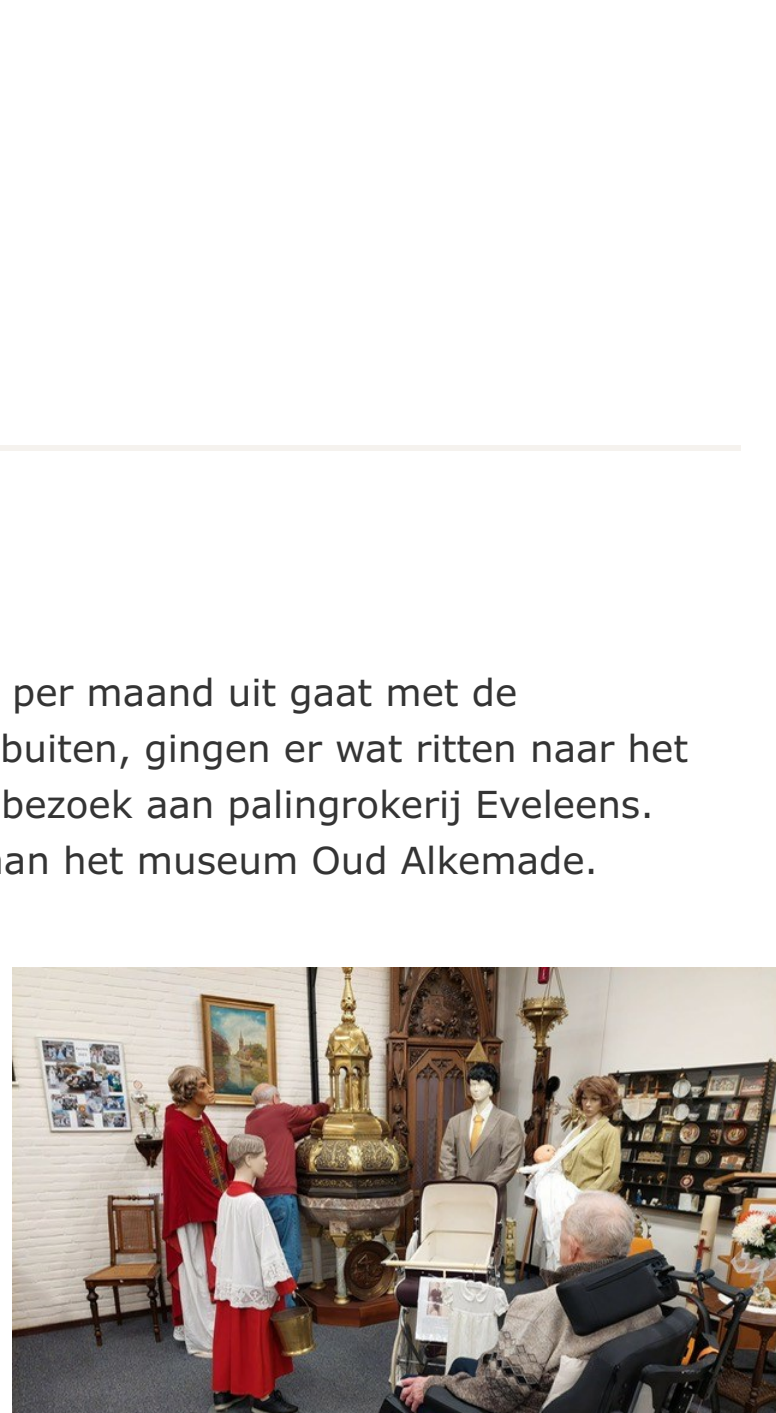 per maand uit gaat met de
buiten, gingen er wat ritten naar het
bezoek aan palingrokerij Eveleens.
aan het museum Oud Alkemade.